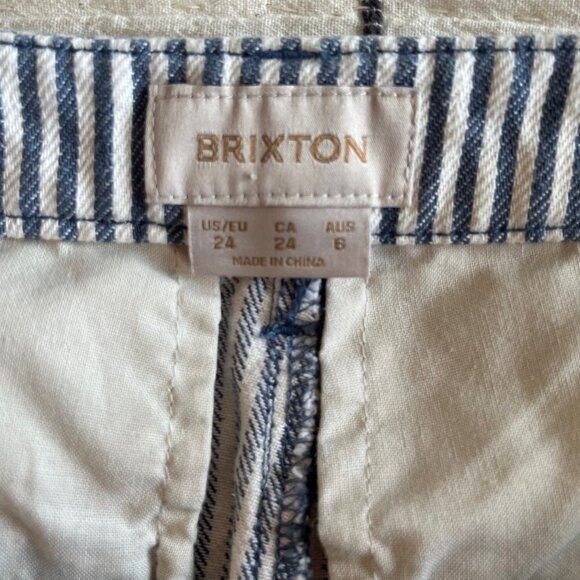 BRIXTON
US/EU CA AUS
24 24 6
MADE IN CHINA